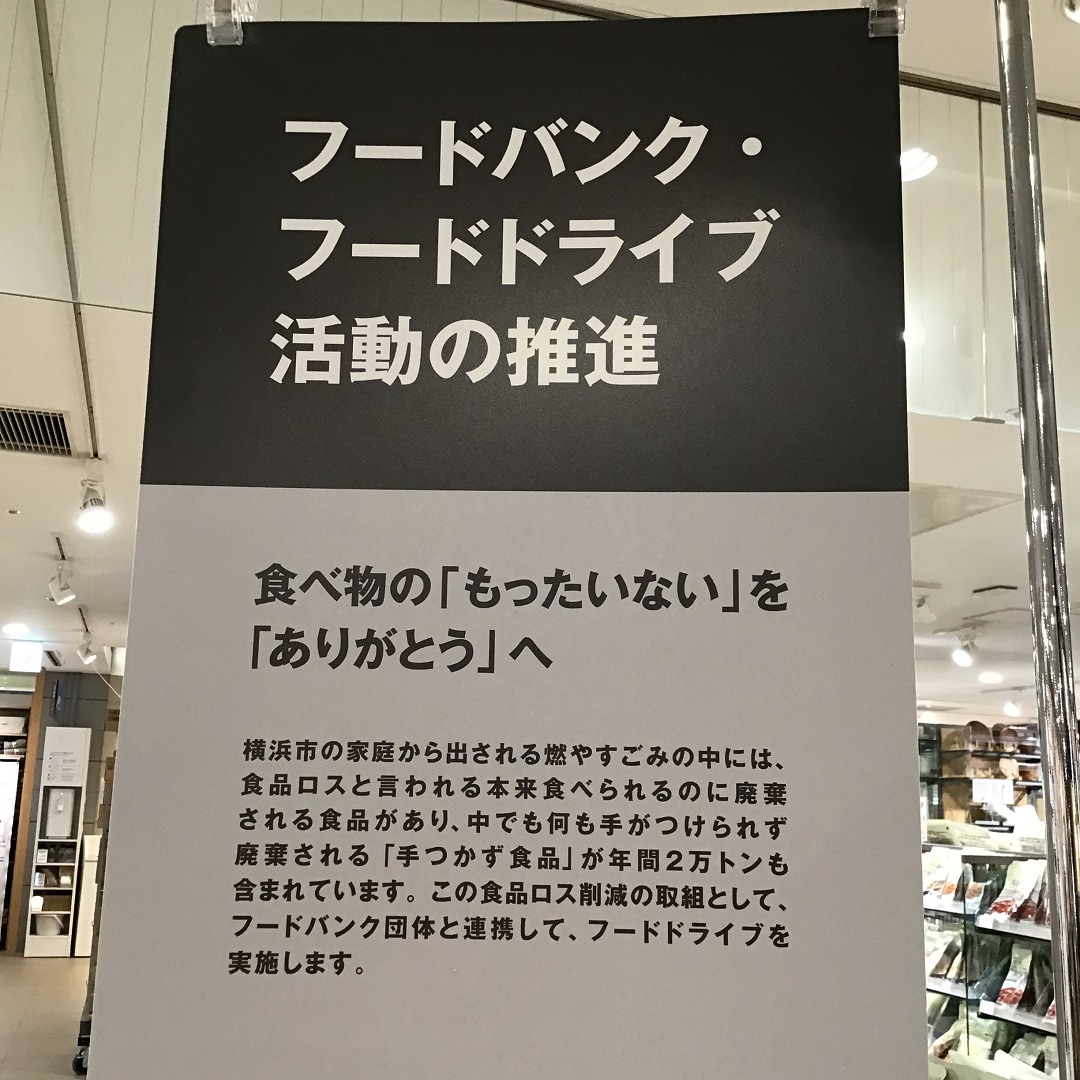 フードバンク・
フードドライブ
活動の推進
食べ物の「もったいない」を
「ありがとう」へ
横浜市の家庭から出される燃やすごみの中には、
食品ロスと言われる本来食べられるのに廃棄
される食品があり、中でも何も手がつけられず
廃棄される「手つかず食品」が年間2万トンも
含まれています。この食品ロス削減の取組として、
フードバンク団体と連携して、フードドライブを
実施します。